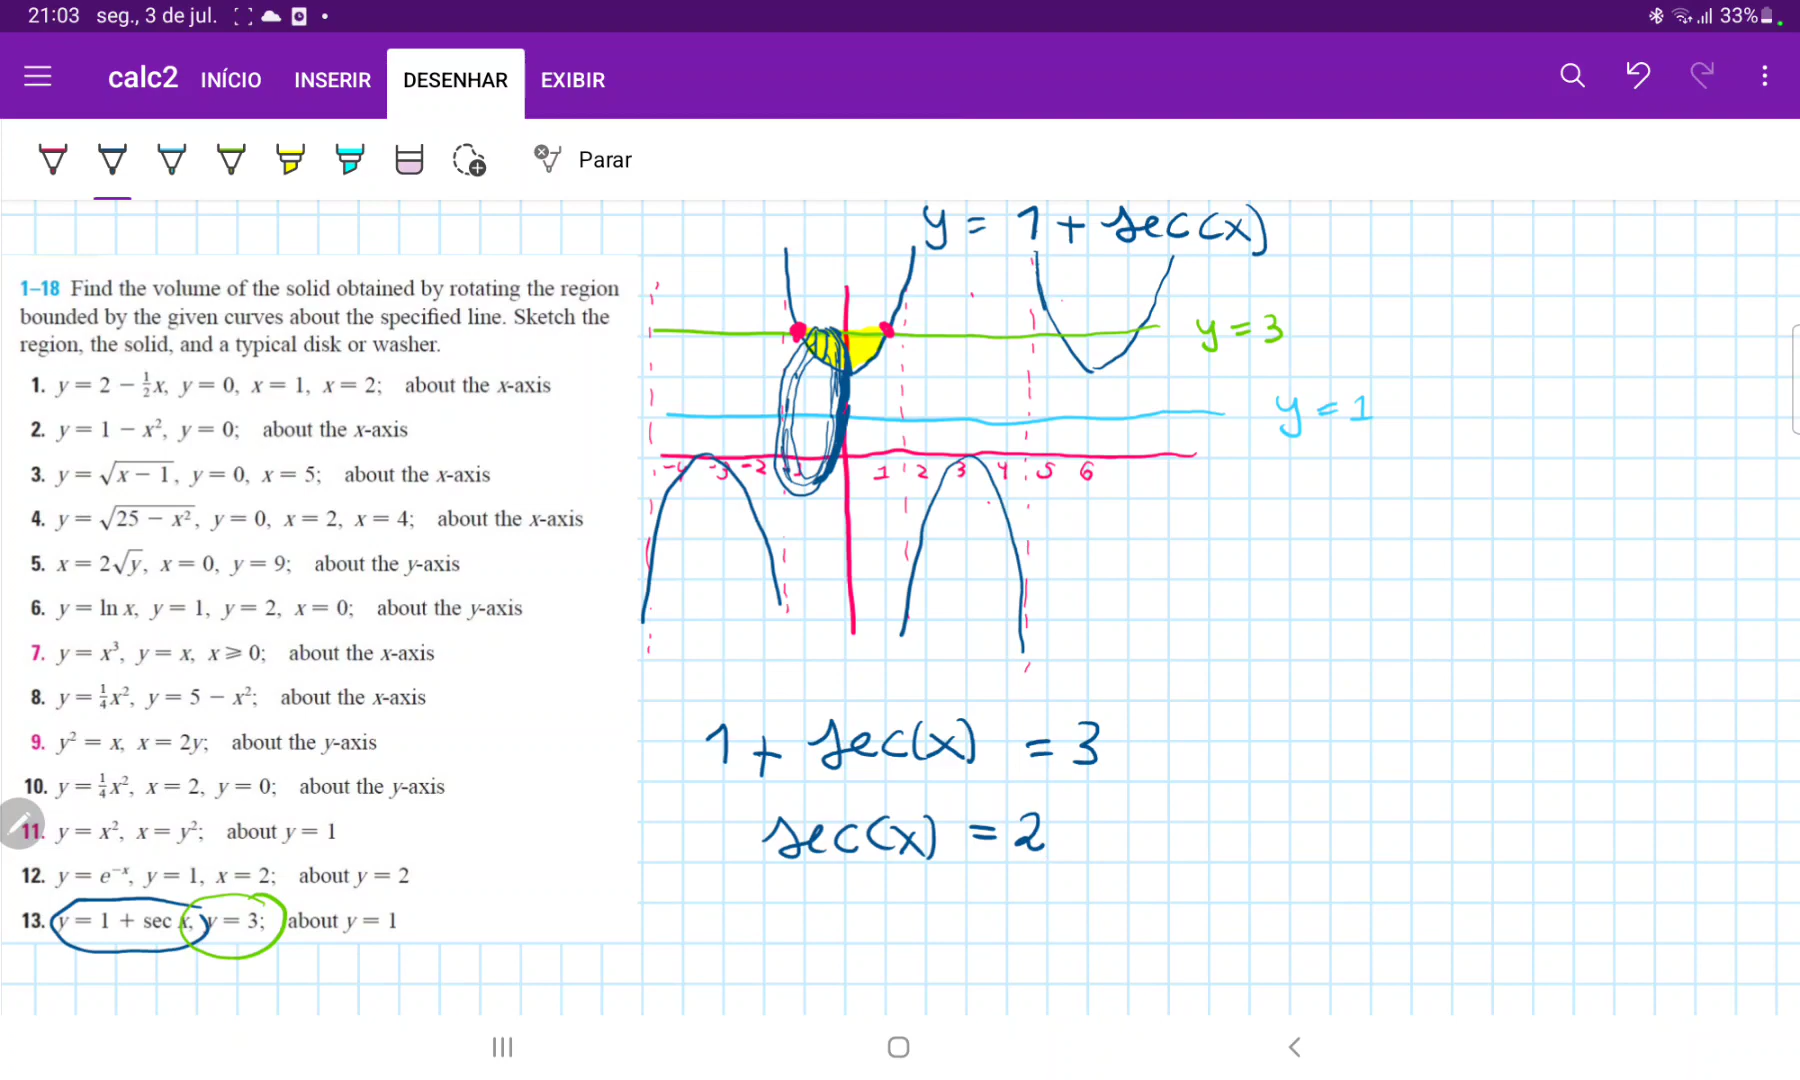 21:03 seg., 3 de jul.
33%
calc2 INÍCIO INSERIR DESENHAR EXIBIR
Parar
y = 1 + sec(x)
1–18 Find the volume of the solid obtained by rotating the region
bounded by the given curves about the specified line. Sketch the
region, the solid, and a typical disk or washer.
1. y = 2 − ½x, y = 0, x = 1, x = 2; about the x-axis
2. y = 1 − x², y = 0; about the x-axis
3. y = √(x − 1), y = 0, x = 5; about the x-axis
4. y = √(25 − x²), y = 0, x = 2, x = 4; about the x-axis
5. x = 2√y, x = 0, y = 9; about the y-axis
6. y = ln x, y = 1, y = 2, x = 0; about the y-axis
7. y = x³, y = x, x ⩾ 0; about the x-axis
8. y = ¼x², y = 5 − x²; about the x-axis
9. y² = x, x = 2y; about the y-axis
10. y = ¼x², x = 2, y = 0; about the y-axis
11. y = x², x = y²; about y = 1
12. y = e⁻ˣ, y = 1, x = 2; about y = 2
13. y = 1 + sec x, y = 3; about y = 1
y = 3
y = 1
-4 -3 -2 1 2 3 4 5 6
1 + sec(x) = 3
sec(x) = 2